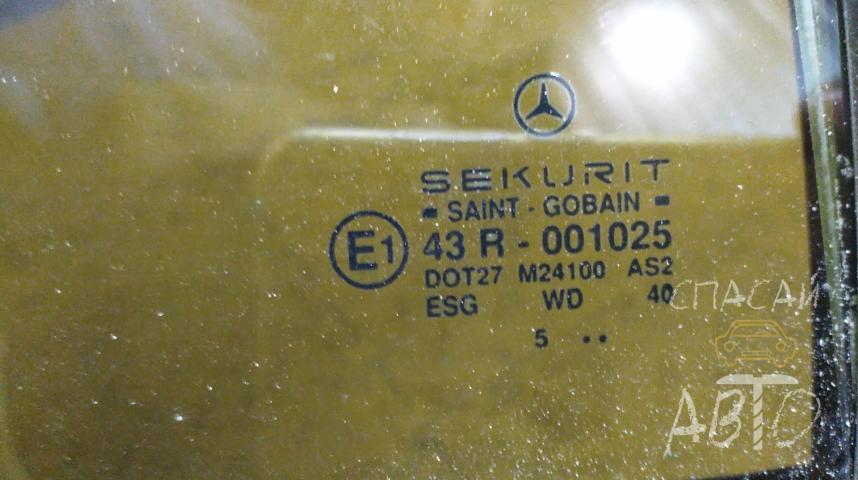 SEKURIT
SAINT - GOBAIN
E1 43 R - 001025
DOT27 M24100 AS2
ESG WD 40
5 ..
СПАСАЙ
АВТО